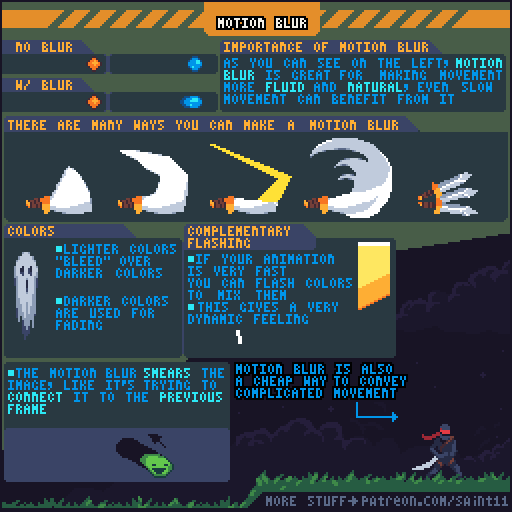 MOTION BLUR
NO BLUR
W/ BLUR
IMPORTANCE OF MOTION BLUR
AS YOU CAN SEE ON THE LEFT, MOTION
BLUR IS GREAT FOR MAKING MOVEMENT
MORE FLUID AND NATURAL, EVEN SLOW
MOVEMENT CAN BENEFIT FROM IT
THERE ARE MANY WAYS YOU CAN MAKE A MOTION BLUR
COLORS
LIGHTER COLORS
"BLEED" OVER
DARKER COLORS
DARKER COLORS
ARE USED FOR
FADING
COMPLEMENTARY
FLASHING
IF YOUR ANIMATION
IS VERY FAST
YOU CAN FLASH COLORS
TO MIX THEM
THIS GIVES A VERY
DYNAMIC FEELING
THE MOTION BLUR SMEARS THE
IMAGE, LIKE IT'S TRYING TO
CONNECT IT TO THE PREVIOUS
FRAME
MOTION BLUR IS ALSO
A CHEAP WAY TO CONVEY
COMPLICATED MOVEMENT
MORE STUFF→PATREON.COM/SAINT11